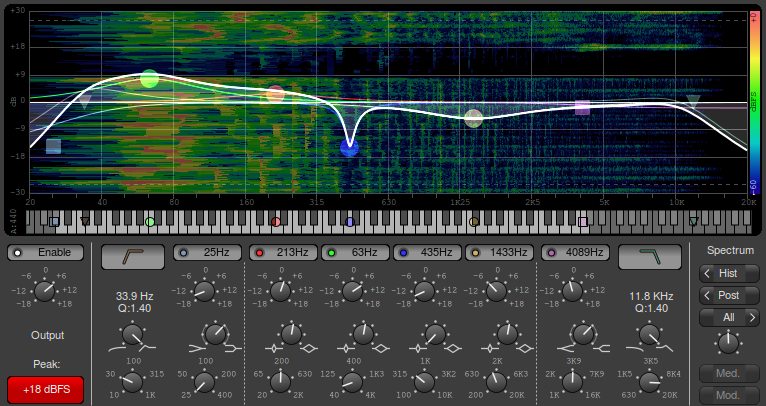 +30
+18
+9
dB 0
-9
-18
-30
20 40 80 160 315 630 1K25 2K5 5K 10K 20K
A:440
Enable 25Hz 213Hz 63Hz 435Hz 1433Hz 4089Hz Spectrum
0 0 0 0 0 0 0
-6 +6 -6 +6 -6 +6 -6 +6 -6 +6 -6 +6 -6 +6
< Hist
-12 +12 -12 +12 -12 +12 -12 +12 -12 +12 -12 +12 -12 +12
-18 +18 33.9 Hz -18 +18 -18 +18 -18 +18 -18 +18 -18 +18 -18 +18 11.8 KHz
Q:1.40 Q:1.40
< Post
All >
Output
Peak:
+18 dBFS
100 100 200 400 1K 2K 3K9 3K5
30 315 50 200 65 630 125 1K3 315 3K2 630 6K3 2K 7K8 1K5 8K4
10 1K 25 400 20 2K 40 4K 100 10K 200 20K 1K 16K 630 20K
Med.
Mod.